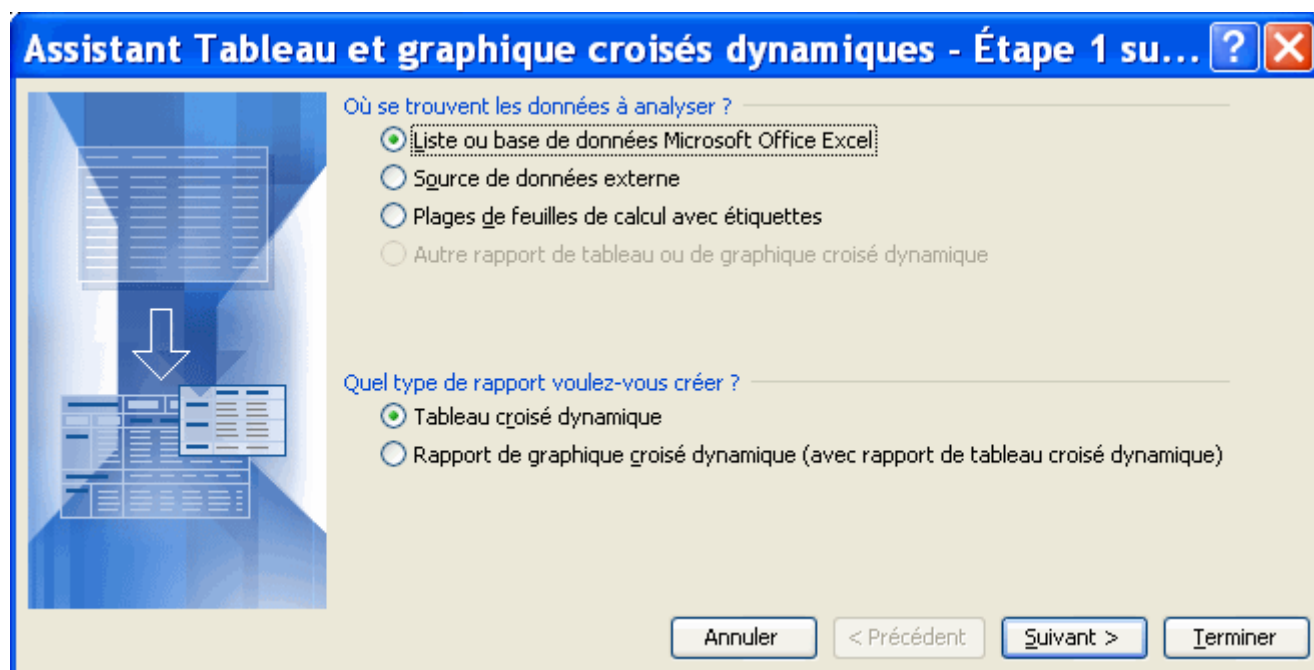 Assistant Tableau et graphique croisés dynamiques - Étape 1 su...
Où se trouvent les données à analyser ?
Liste ou base de données Microsoft Office Excel
Source de données externe
Plages de feuilles de calcul avec étiquettes
Autre rapport de tableau ou de graphique croisé dynamique
Quel type de rapport voulez-vous créer ?
Tableau croisé dynamique
Rapport de graphique croisé dynamique (avec rapport de tableau croisé dynamique)
Annuler < Précédent Suivant > Terminer